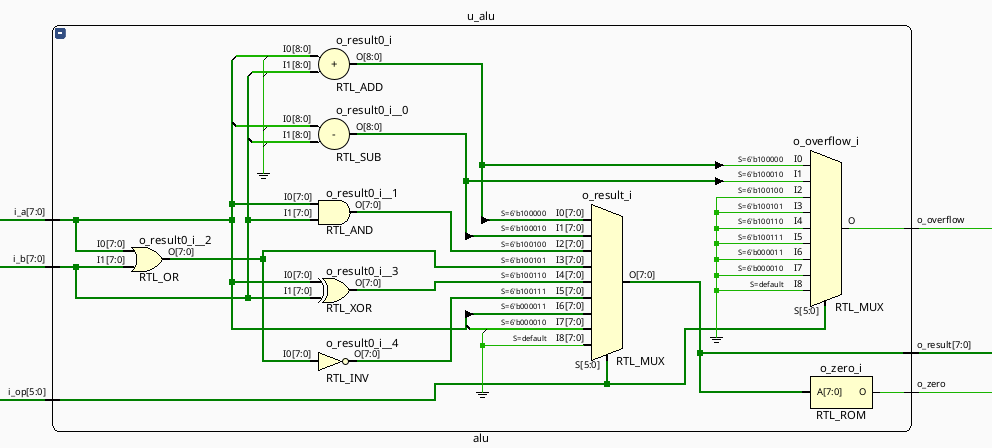 u_alu
o_result0_i
I0[8:0]
I1[8:0]
+
O[8:0]
RTL_ADD
o_result0_i__0
I0[8:0]
I1[8:0]
-
O[8:0]
RTL_SUB
o_result0_i__1
I0[7:0]
I1[7:0]
O[7:0]
RTL_AND
i_a[7:0]
i_b[7:0]
o_result0_i__2
I0[7:0]
I1[7:0]
O[7:0]
RTL_OR
o_result0_i__3
I0[7:0]
I1[7:0]
O[7:0]
RTL_XOR
o_result0_i__4
I0[7:0]
O[7:0]
RTL_INV
i_op[5:0]
o_result_i
S=6'b100000 I0[7:0]
S=6'b100010 I1[7:0]
S=6'b100100 I2[7:0]
S=6'b100101 I3[7:0]
S=6'b100110 I4[7:0]
S=6'b100111 I5[7:0]
S=6'b000011 I6[7:0]
S=6'b000010 I7[7:0]
S=default I8[7:0]
O[7:0]
S[5:0]
RTL_MUX
o_overflow_i
S=6'b100000 I0
S=6'b100010 I1
S=6'b100100 I2
S=6'b100101 I3
S=6'b100110 I4
S=6'b100111 I5
S=6'b000011 I6
S=6'b000010 I7
S=default I8
O
S[5:0]
RTL_MUX
o_overflow
o_result[7:0]
o_zero_i
A[7:0] O
RTL_ROM
o_zero
alu